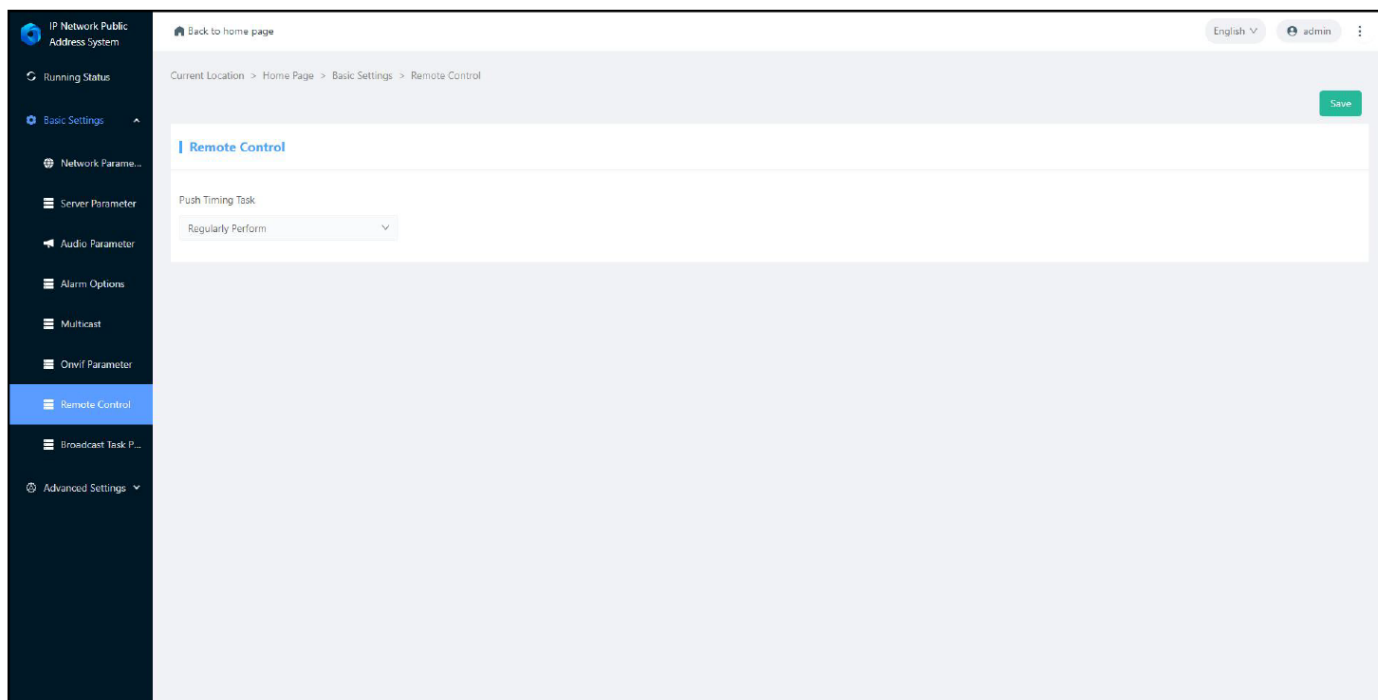 IP Network Public
Address System
Back to home page
English
admin
Running Status
Current Location > Home Page > Basic Settings > Remote Control
Save
Basic Settings
Remote Control
Network Parame...
Push Timing Task
Server Parameter
Regularly Perform
Audio Parameter
Alarm Options
Multicast
Onvif Parameter
Remote Control
Broadcast Task P...
Advanced Settings